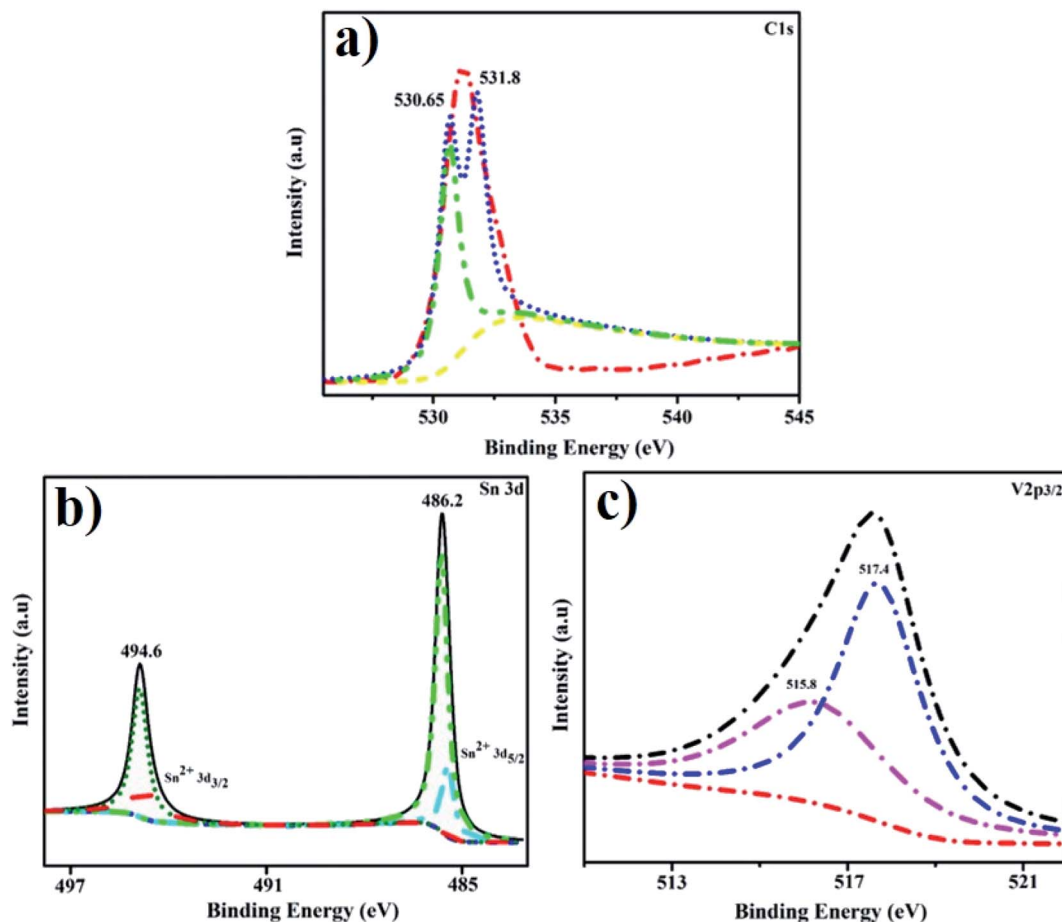 a)
C1s
530.65
531.8
Intensity (a.u)
530
535
540
545
Binding Energy (eV)
b)
Sn 3d
486.2
494.6
Sn²⁺ 3d₃/₂
Sn²⁺ 3d₅/₂
Intensity (a.u)
497
491
485
Binding Energy (eV)
c)
V2p3/2
517.4
515.8
Intensity (a.u)
513
517
521
Binding Energy (eV)